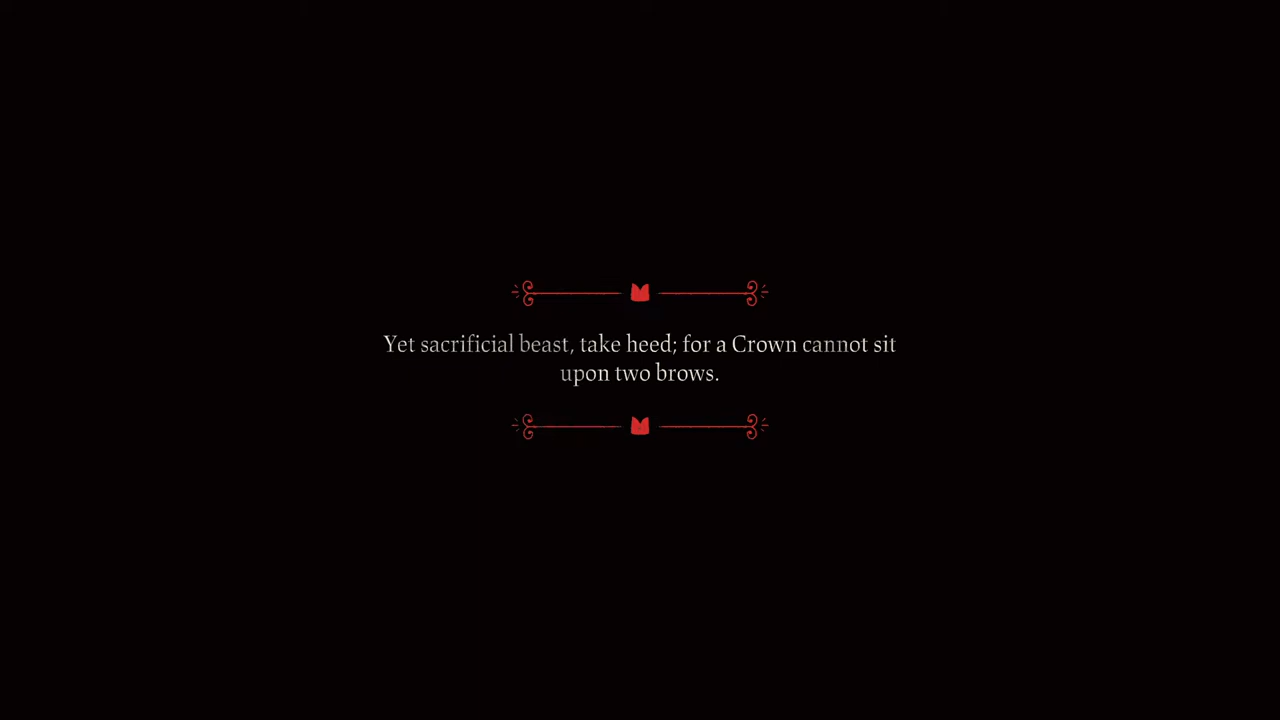 Yet sacrificial beast, take heed; for a Crown cannot sit
upon two brows.